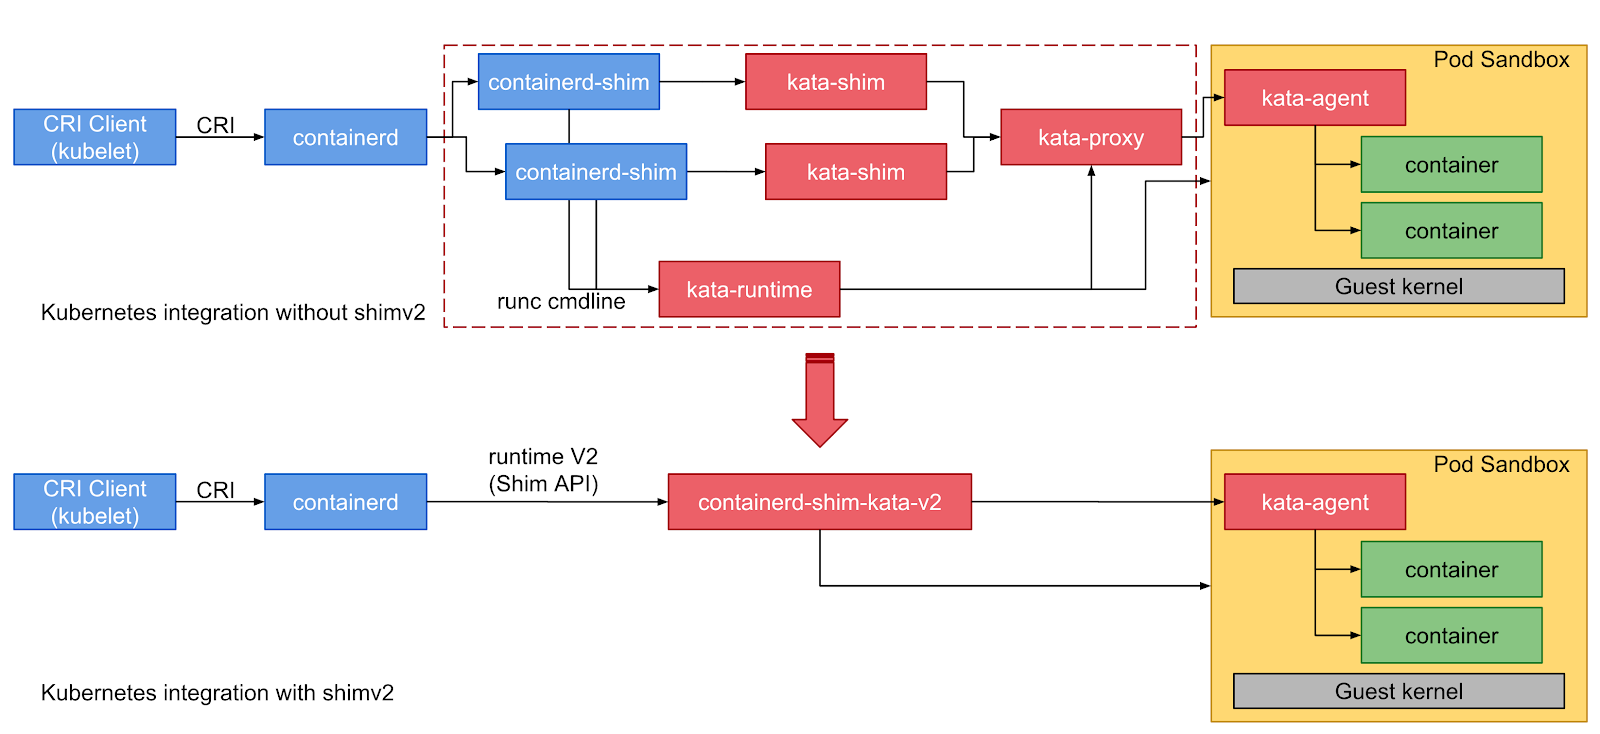 Pod Sandbox
containerd-shim
kata-shim
kata-agent
CRI Client
(kubelet)
CRI
containerd
kata-proxy
container
containerd-shim
kata-shim
container
kata-runtime
runc cmdline
Guest kernel
Kubernetes integration without shimv2
runtime V2
(Shim API)
Pod Sandbox
CRI Client
(kubelet)
CRI
containerd
containerd-shim-kata-v2
kata-agent
container
container
Guest kernel
Kubernetes integration with shimv2